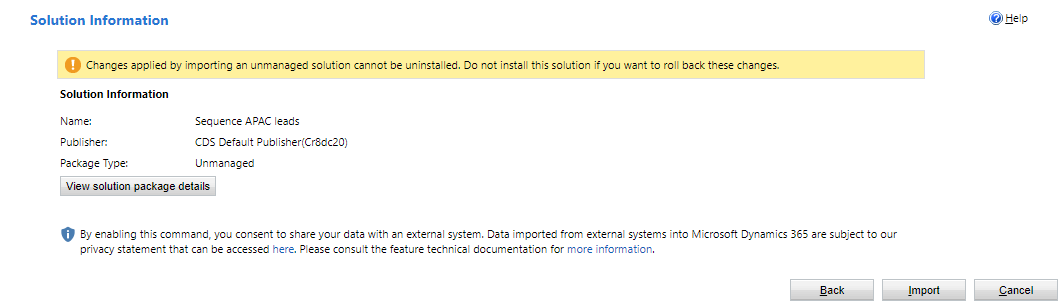 Solution Information
Help
Changes applied by importing an unmanaged solution cannot be uninstalled. Do not install this solution if you want to roll back these changes.
Solution Information
Name: Sequence APAC leads
Publisher: CDS Default Publisher(Cr8dc20)
Package Type: Unmanaged
View solution package details
By enabling this command, you consent to share your data with an external system. Data imported from external systems into Microsoft Dynamics 365 are subject to our
privacy statement that can be accessed here. Please consult the feature technical documentation for more information.
Back Import Cancel